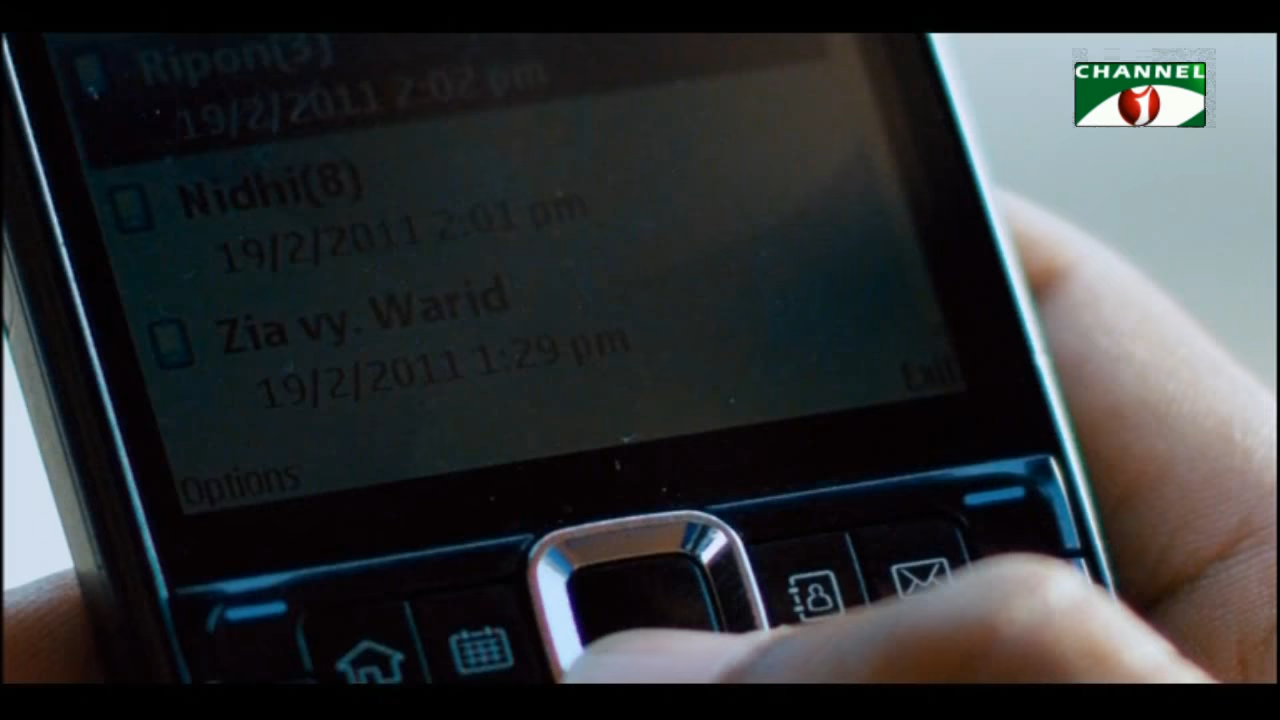 CHANNEL
i
Ripon(3)
19/2/2011 2:02 pm
Nidhi(8)
19/2/2011 2:01 pm
Zia vy. Warid
19/2/2011 1:29 pm
Exit
Options